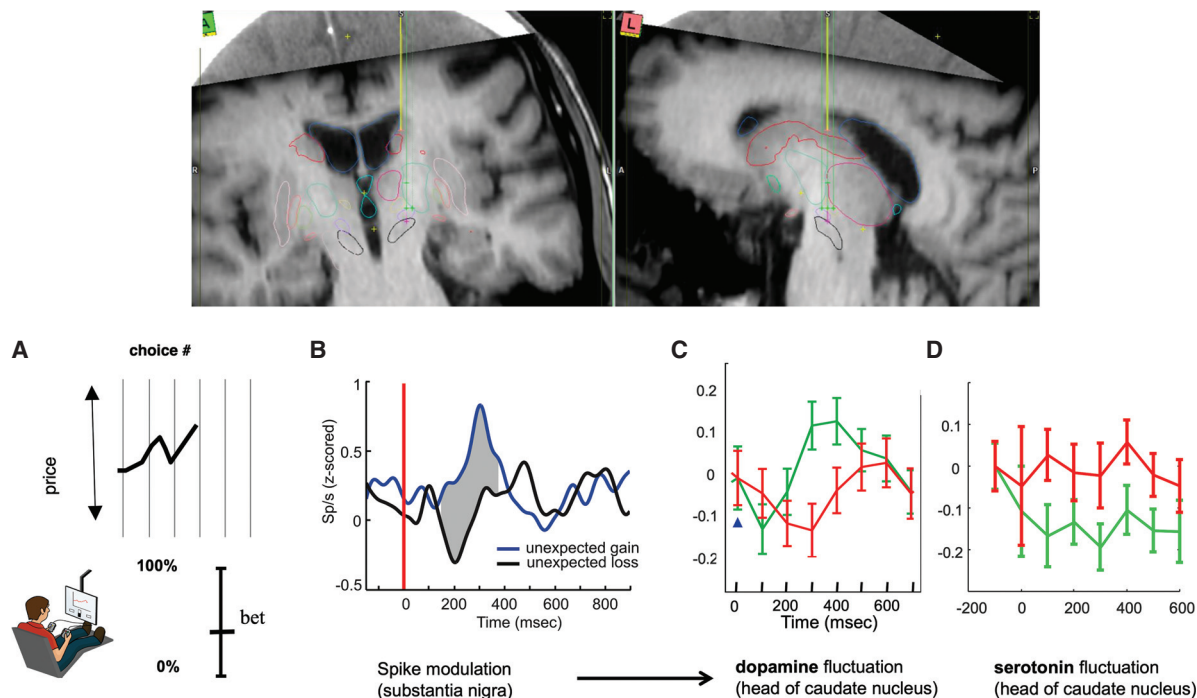 A
S
L
S
R
L
A
P
A
choice #
price
100%
bet
0%
B
1
0.5
0
-0.5
Sp/s (z-scored)
unexpected gain
unexpected loss
0
200
400
600
800
Time (msec)
Spike modulation
(substantia nigra)
C
0.2
0.1
0
-0.1
-0.2
0
200
400
600
Time (msec)
dopamine fluctuation
(head of caudate nucleus)
D
0.2
0.1
0
-0.1
-0.2
-200
0
200
400
600
serotonin fluctuation
(head of caudate nucleus)